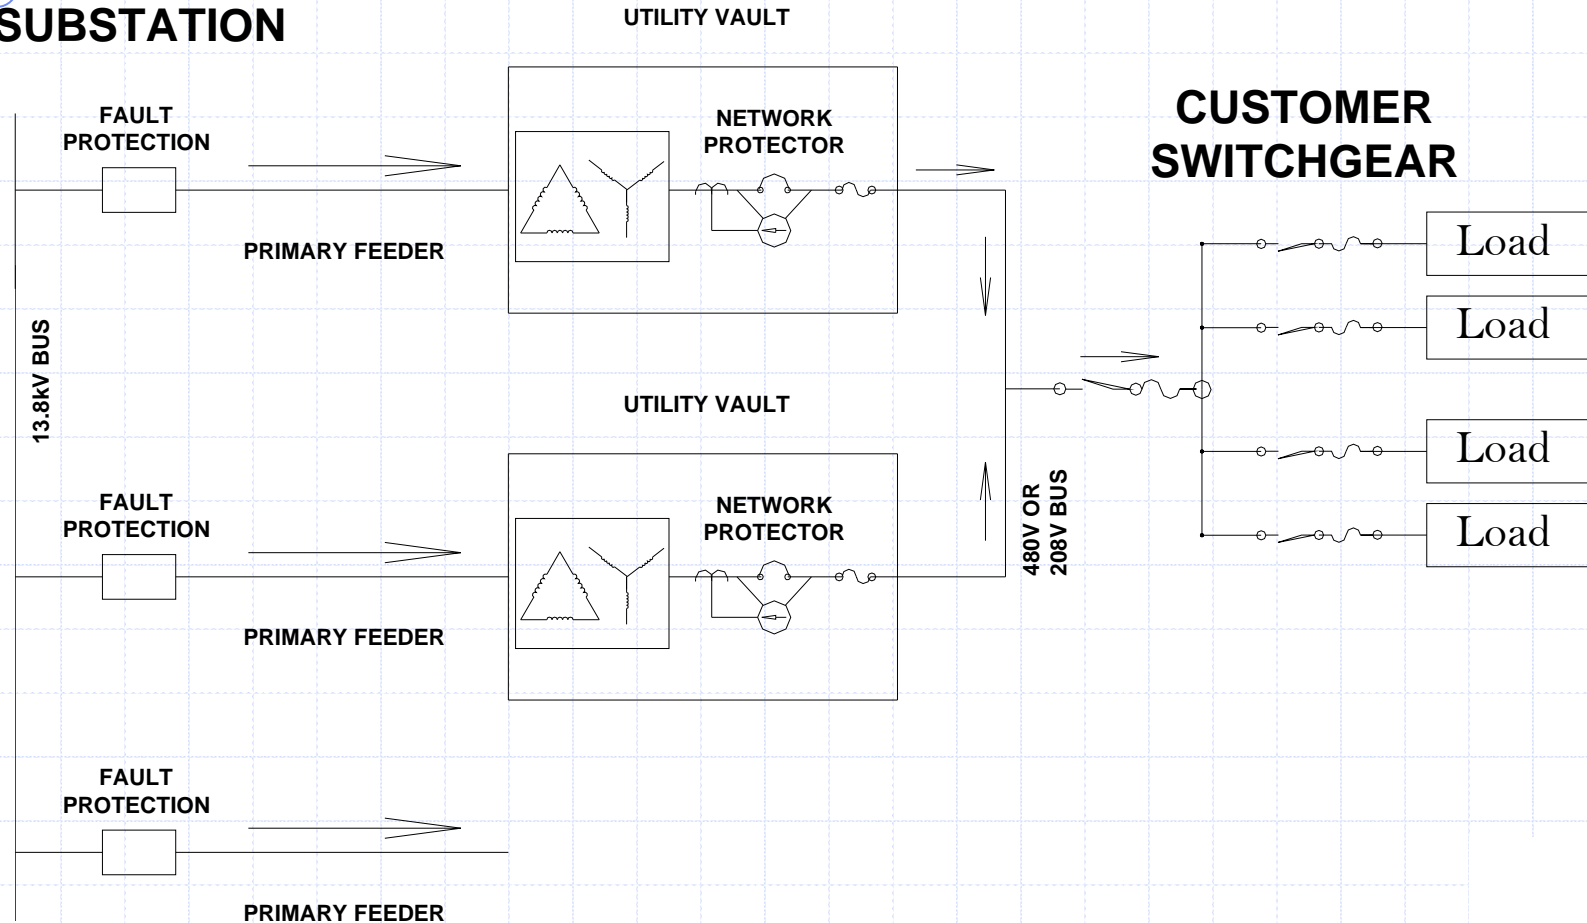 SUBSTATION
UTILITY VAULT
FAULT
PROTECTION
NETWORK
PROTECTOR
CUSTOMER
SWITCHGEAR
PRIMARY FEEDER
Load
Load
13.8kV BUS
UTILITY VAULT
Load
Load
FAULT
PROTECTION
NETWORK
PROTECTOR
480V OR
208V BUS
PRIMARY FEEDER
FAULT
PROTECTION
PRIMARY FEEDER